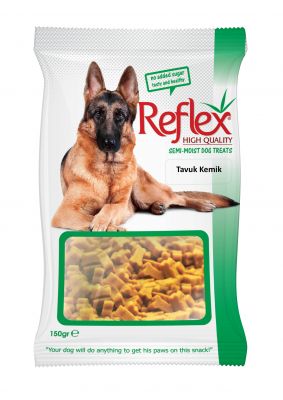 no added sugar
tasty and healthy
Reflex
HIGH QUALITY
SEMI-MOIST DOG TREATS
Tavuk Kemik
150gr e
"Your dog will do anything to get his paws on this snack!"